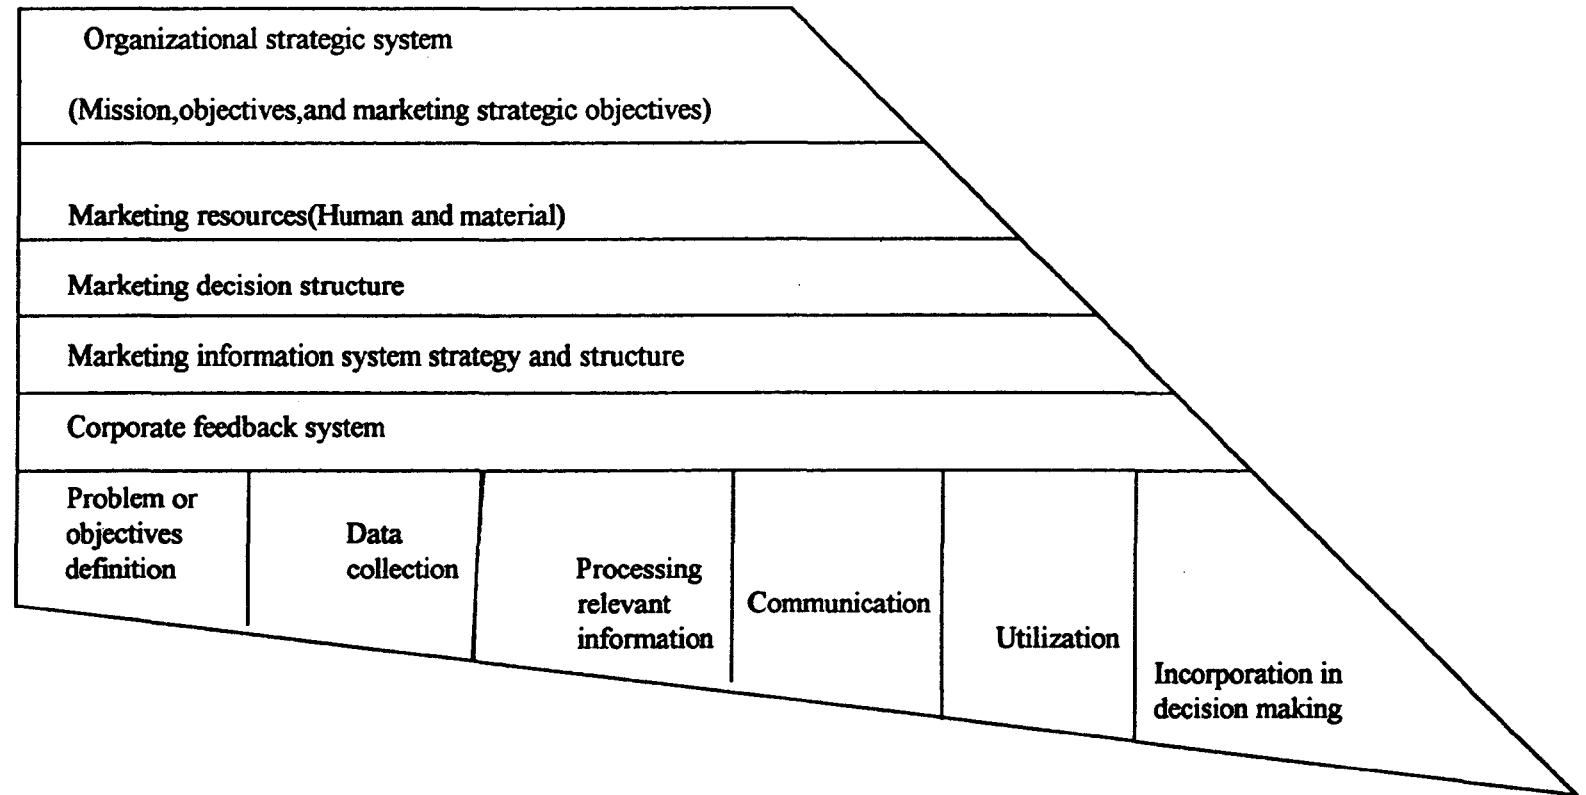 Organizational strategic system
(Mission,objectives,and marketing strategic objectives)
Marketing resources(Human and material)
Marketing decision structure
Marketing information system strategy and structure
Corporate feedback system
Problem or
objectives
definition
Data
collection
Processing
relevant
information
Communication
Utilization
Incorporation in
decision making